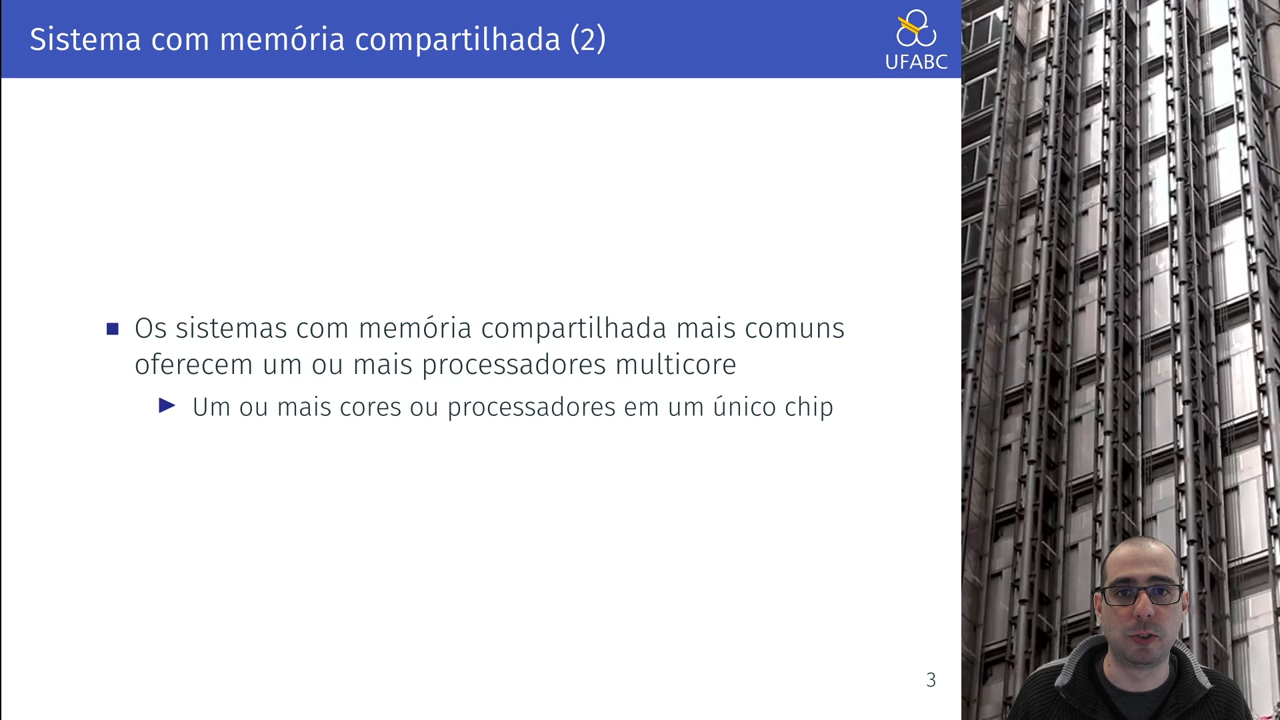 Sistema com memória compartilhada (2)
UFABC
Os sistemas com memória compartilhada mais comuns
oferecem um ou mais processadores multicore
Um ou mais cores ou processadores em um único chip
3